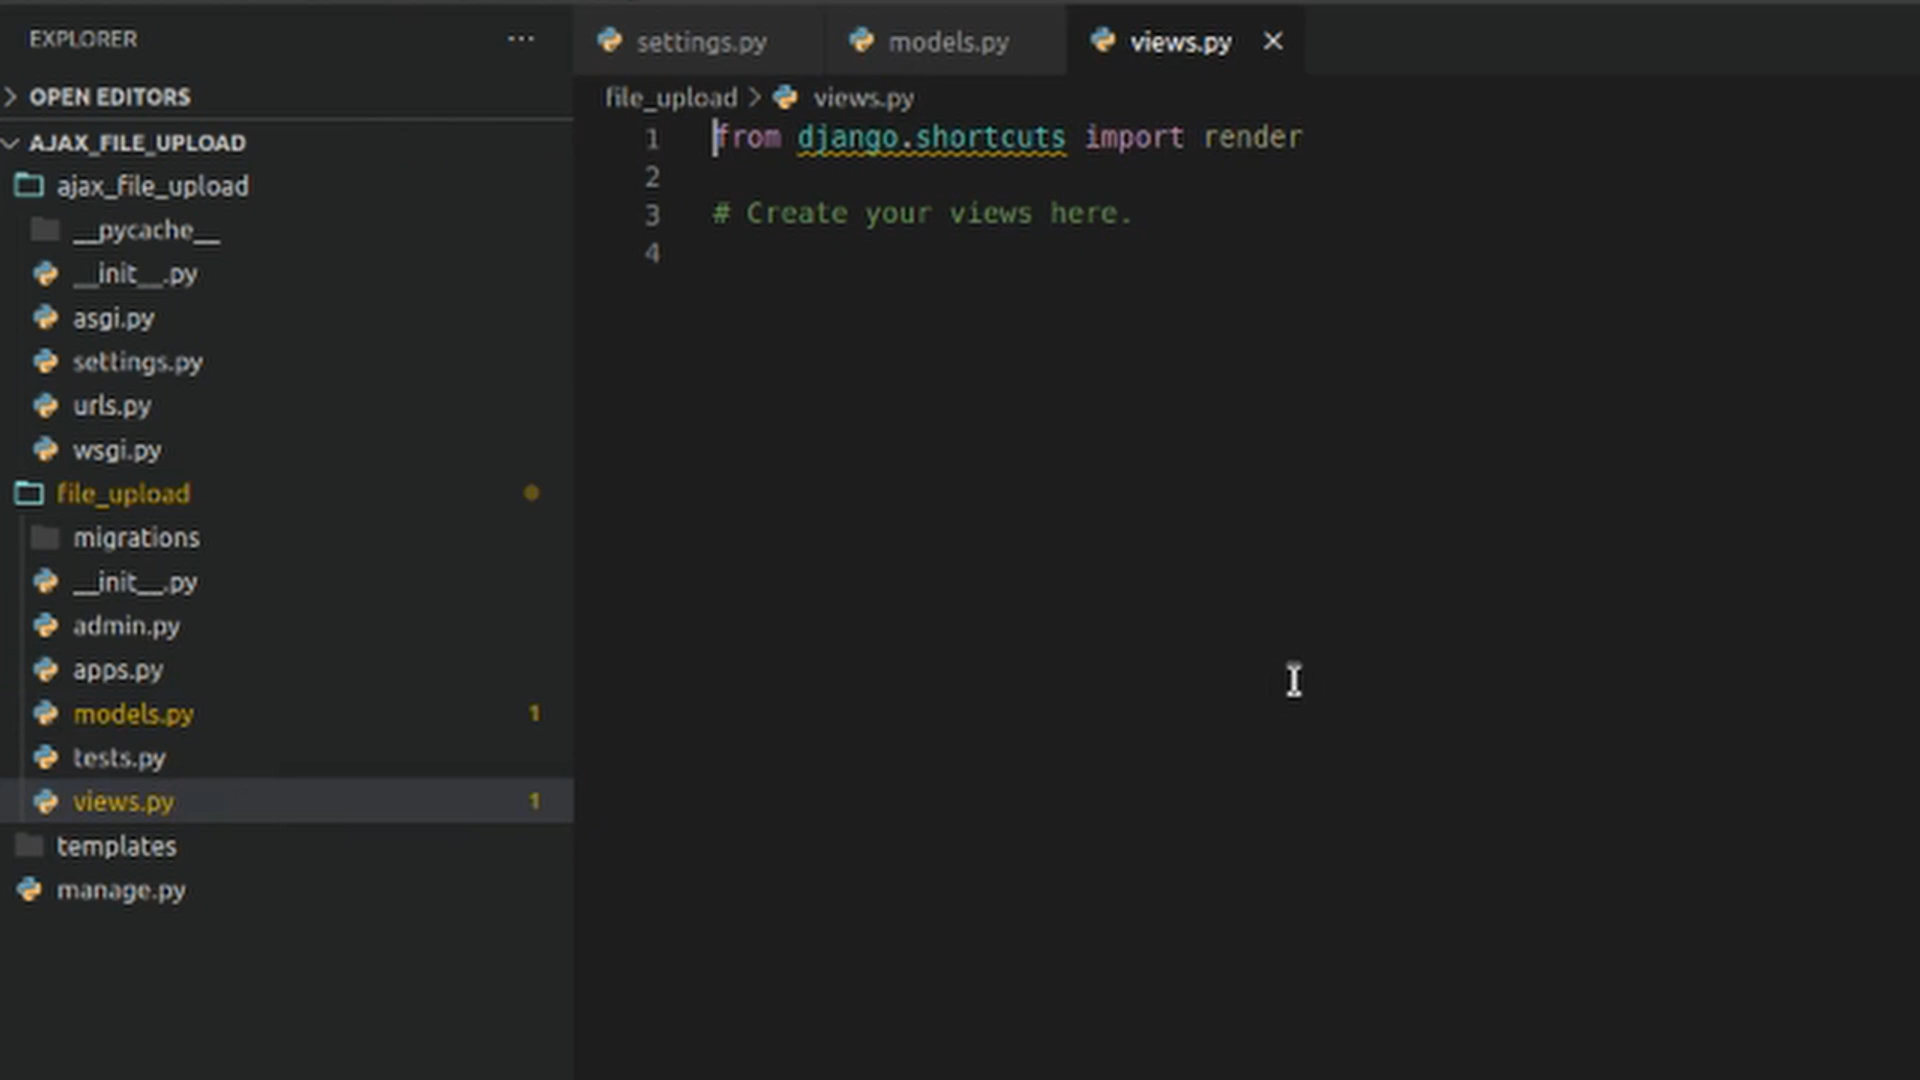 EXPLORER ...
OPEN EDITORS
AJAX_FILE_UPLOAD
ajax_file_upload
__pycache__
__init__.py
asgi.py
settings.py
urls.py
wsgi.py
file_upload
migrations
__init__.py
admin.py
apps.py
models.py 1
tests.py
views.py 1
templates
manage.py
settings.py models.py views.py
file_upload > views.py
1 from django.shortcuts import render
2
3 # Create your views here.
4